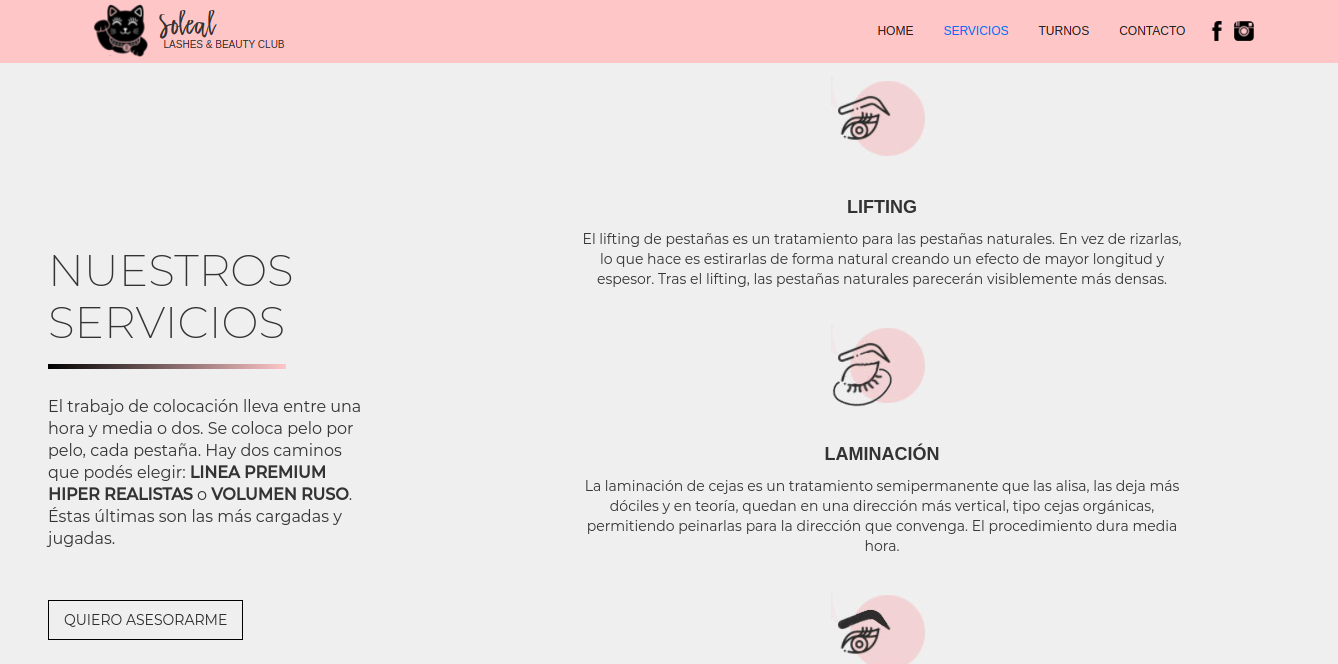 Soleal
LASHES & BEAUTY CLUB
HOME SERVICIOS TURNOS CONTACTO
NUESTROS
SERVICIOS
El trabajo de colocación lleva entre una
hora y media o dos. Se coloca pelo por
pelo, cada pestaña. Hay dos caminos
que podés elegir: LINEA PREMIUM
HIPER REALISTAS o VOLUMEN RUSO.
Éstas últimas son las más cargadas y
jugadas.
QUIERO ASESORARME
LIFTING
El lifting de pestañas es un tratamiento para las pestañas naturales. En vez de rizarlas,
lo que hace es estirarlas de forma natural creando un efecto de mayor longitud y
espesor. Tras el lifting, las pestañas naturales parecerán visiblemente más densas.
LAMINACIÓN
La laminación de cejas es un tratamiento semipermanente que las alisa, las deja más
dóciles y en teoría, quedan en una dirección más vertical, tipo cejas orgánicas,
permitiendo peinarlas para la dirección que convenga. El procedimiento dura media
hora.